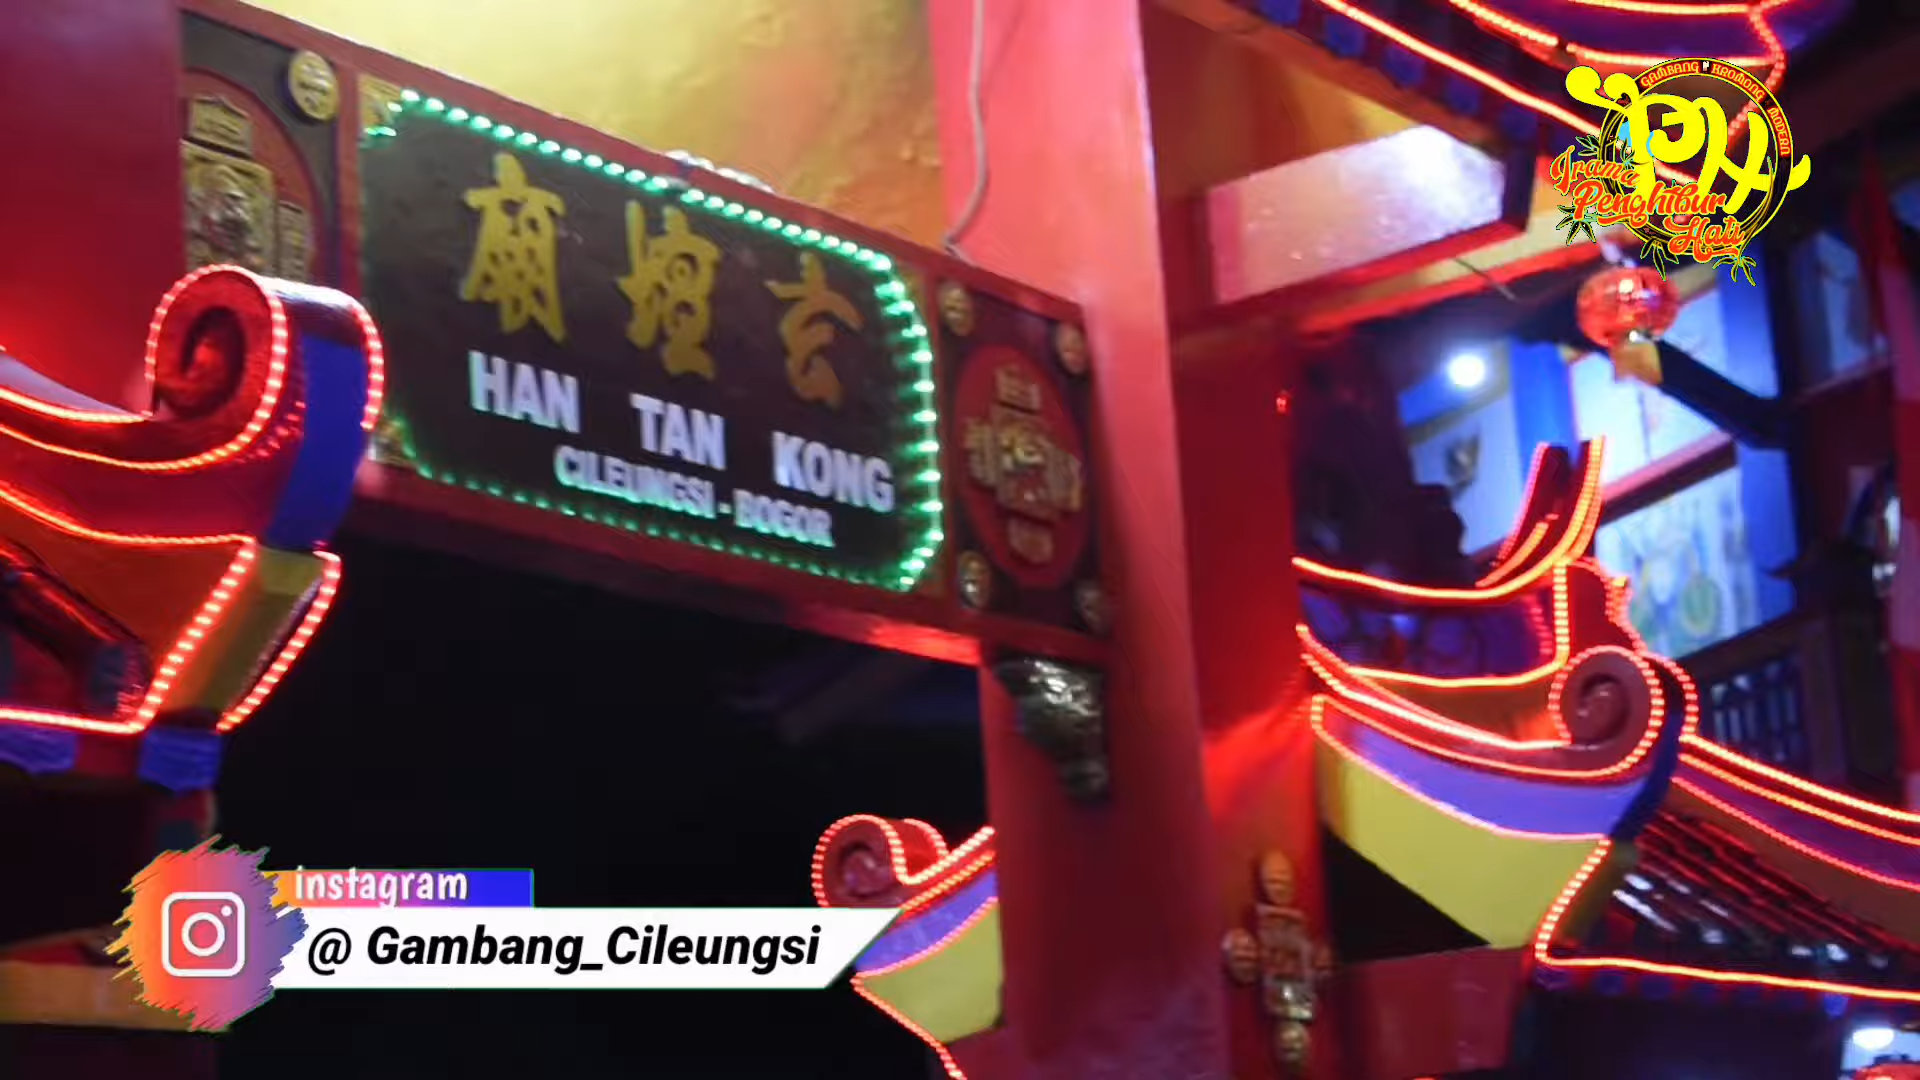 廟壇玄
HAN TAN KONG
CILEUNGSI - BOGOR
GAMBANG KROMONG MODERN
Irama
Penghibur
Hati
instagram
@ Gambang_Cileungsi